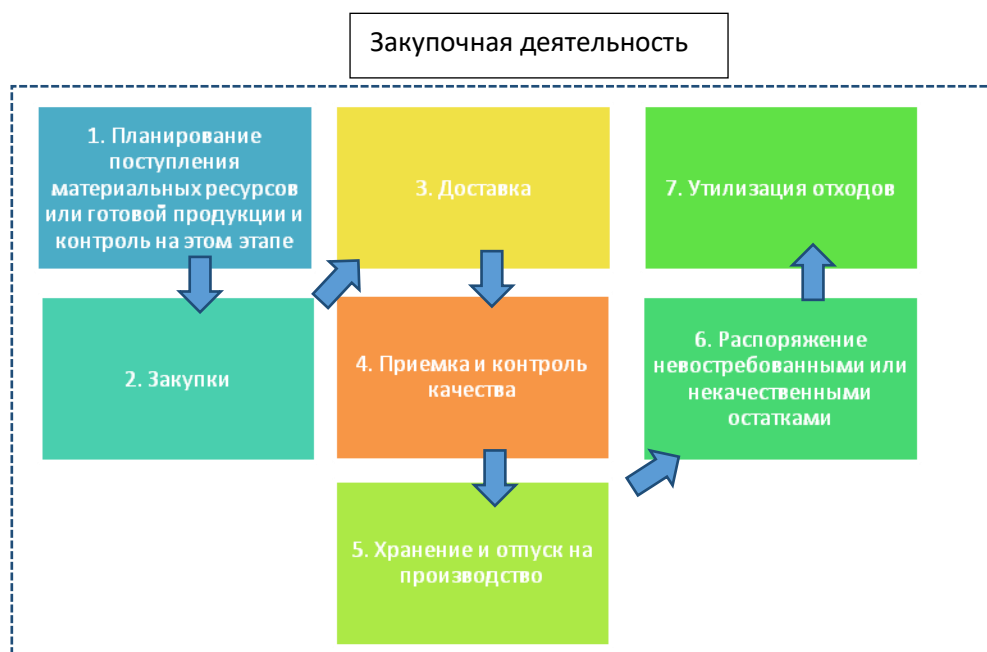 Закупочная деятельность
1. Планирование
поступления
материальных ресурсов
или готовой продукции и
контроль на этом этапе
2. Закупки
3. Доставка
4. Приемка и контроль
качества
5. Хранение и отпуск на
производство
6. Распоряжение
невостребованными или
некачественными
остатками
7. Утилизация отходов